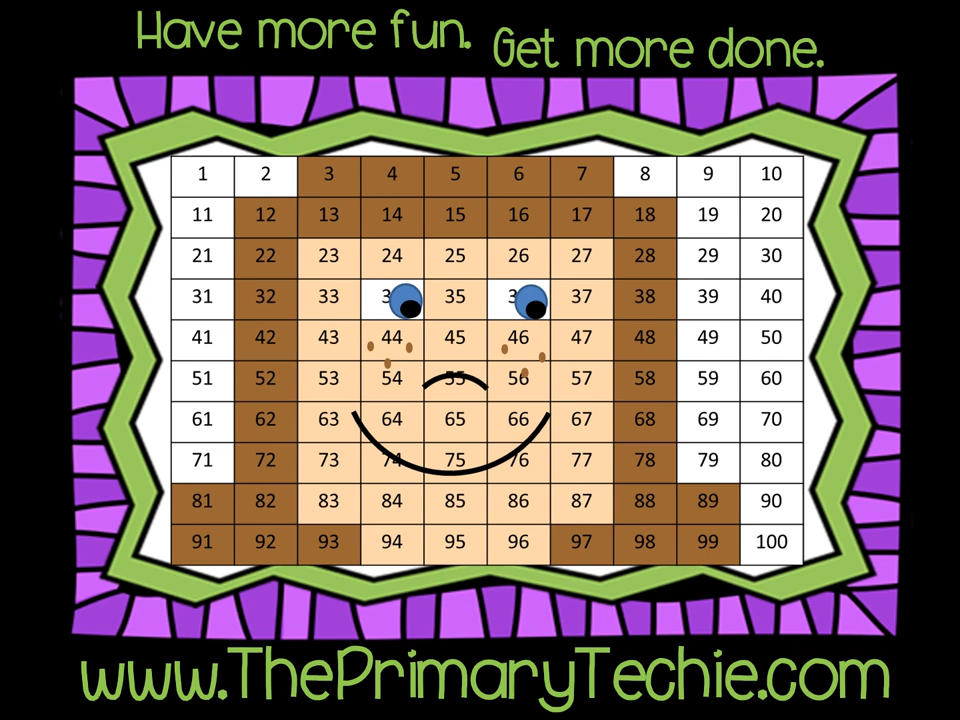 Have more fun. Get more done.
1 2 3 4 5 6 7 8 9 10
11 12 13 14 15 16 17 18 19 20
21 22 23 24 25 26 27 28 29 30
31 32 33 3 35 3 37 38 39 40
41 42 43 44 45 46 47 48 49 50
51 52 53 54 55 56 57 58 59 60
61 62 63 64 65 66 67 68 69 70
71 72 73 74 75 76 77 78 79 80
81 82 83 84 85 86 87 88 89 90
91 92 93 94 95 96 97 98 99 100
www.ThePrimaryTechie.com